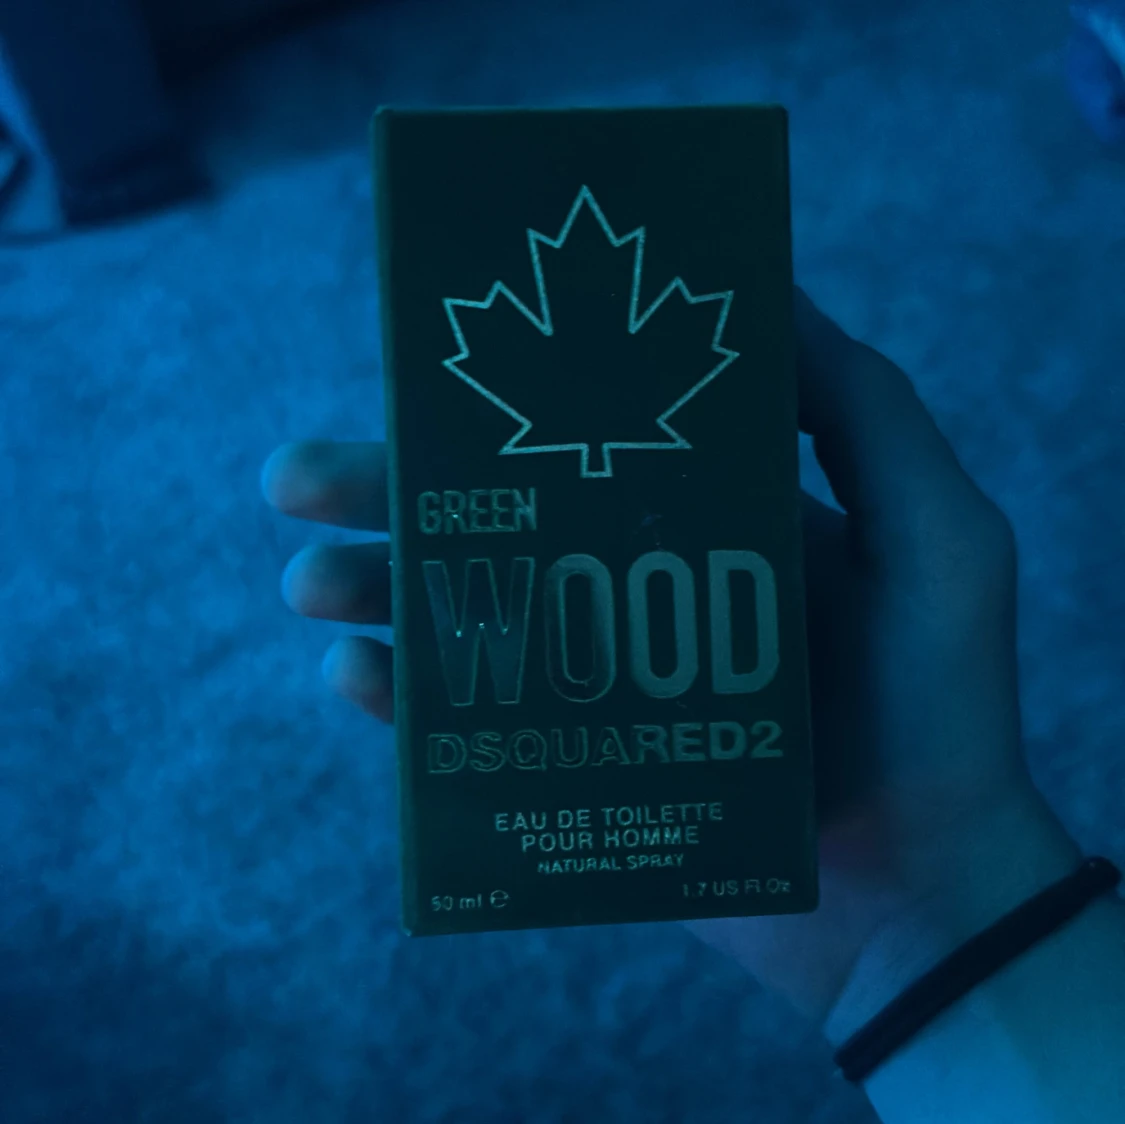 GREEN
WOOD
DSQUARED2
EAU DE TOILETTE
POUR HOMME
NATURAL SPRAY
50 ml ℮
1.7 US Fl Oz